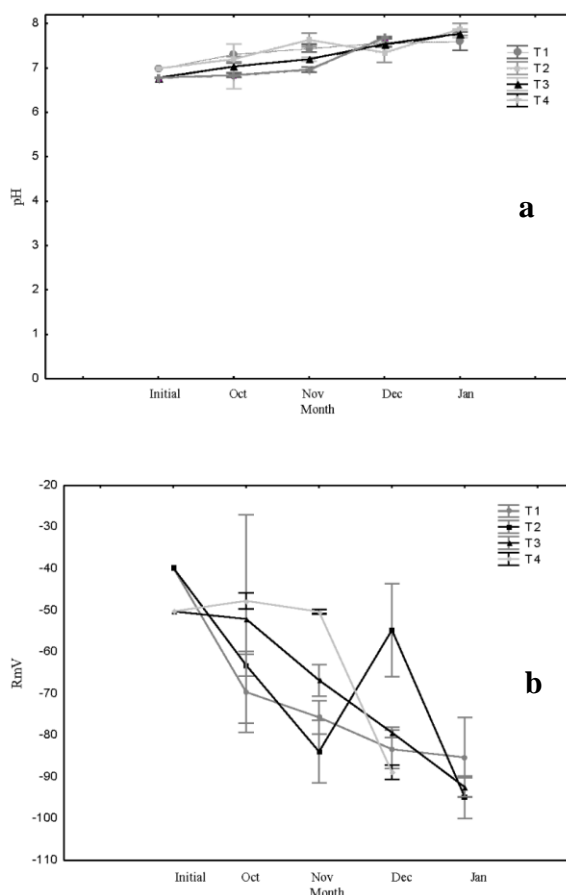 8
7
6
5
4
3
2
1
0
pH
T1
T2
T3
T4
a
Initial Oct Nov Dec Jan
Month
-20
-30
-40
-50
-60
-70
-80
-90
-100
-110
RmV
T1
T2
T3
T4
b
Initial Oct Nov Dec Jan
Month